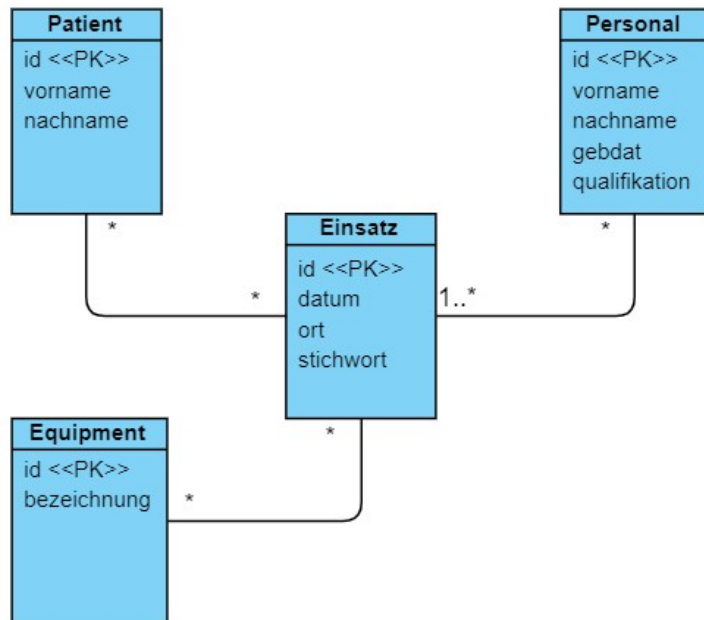 Patient
id <<PK>>
vorname
nachname
*
Personal
id <<PK>>
vorname
nachname
gebdat
qualifikation
*
Einsatz
id <<PK>>
datum
ort
stichwort
*
1..*
*
Equipment
id <<PK>>
bezeichnung
*